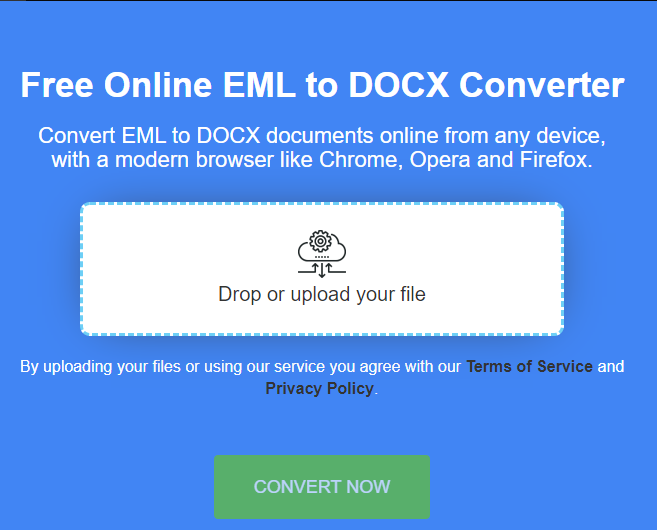 Free Online EML to DOCX Converter
Convert EML to DOCX documents online from any device,
with a modern browser like Chrome, Opera and Firefox.
Drop or upload your file
By uploading your files or using our service you agree with our Terms of Service and
Privacy Policy.
CONVERT NOW